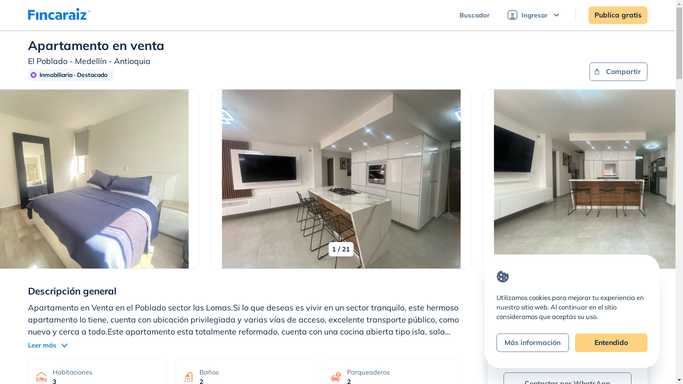 Fincaraiz
Buscador
Ingresar
Publica gratis
Apartamento en venta
El Poblado - Medellín - Antioquia
Inmobiliaria · Destacado
Compartir
1 / 21
Descripción general
Apartamento en Venta en el Poblado sector las Lomas.Si lo que deseas es vivir en un sector tranquilo, este hermoso
apartamento lo tiene, cuenta con ubicación privilegiada y varias vías de acceso, excelente transporte público, como
nueva y cerca a todo.Este apartamento esta totalmente reformado, cuenta con una cocina abierta tipo isla, sala...
Leer más
Habitaciones
3
Baños
2
Parqueaderos
2
Utilizamos cookies para mejorar tu experiencia en
nuestro sitio web. Al continuar en el sitio
consideramos que aceptas su uso.
Más información
Entendido
Contactar por WhatsApp